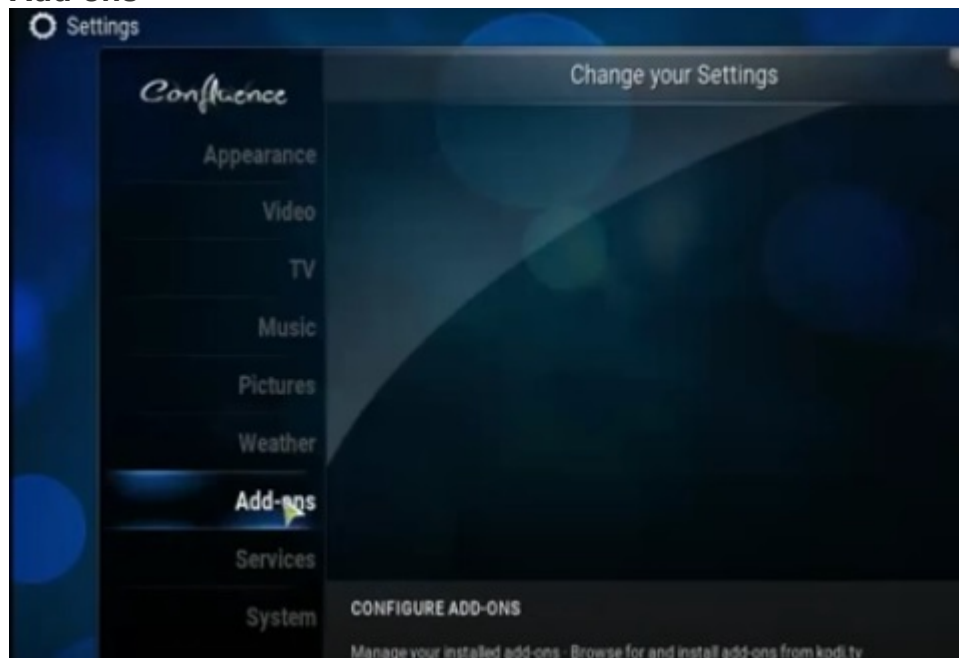 Settings
Confluence
Change your Settings
Appearance
Video
TV
Music
Pictures
Weather
Add-ons
Services
System
CONFIGURE ADD-ONS
Manage your installed add-ons · Browse for and install add-ons from kodi.tv